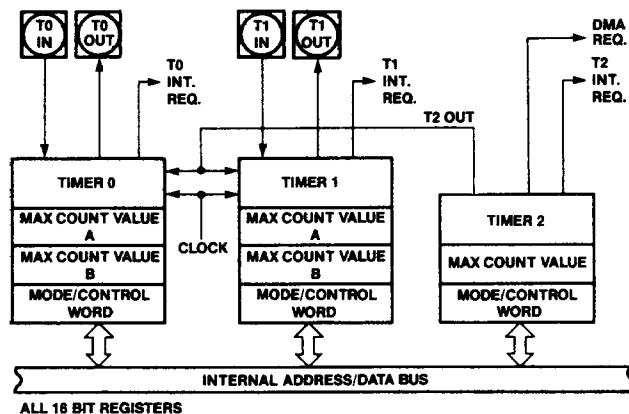 T0
IN
T0
OUT
T0
INT.
REQ.
T1
IN
T1
OUT
T1
INT.
REQ.
DMA
REQ.
T2
INT.
REQ.
T2 OUT
TIMER 0
MAX COUNT VALUE
A
MAX COUNT VALUE
B
MODE/CONTROL
WORD
CLOCK
TIMER 1
MAX COUNT VALUE
A
MAX COUNT VALUE
B
MODE/CONTROL
WORD
TIMER 2
MAX COUNT VALUE
MODE/CONTROL
WORD
INTERNAL ADDRESS/DATA BUS
ALL 16 BIT REGISTERS